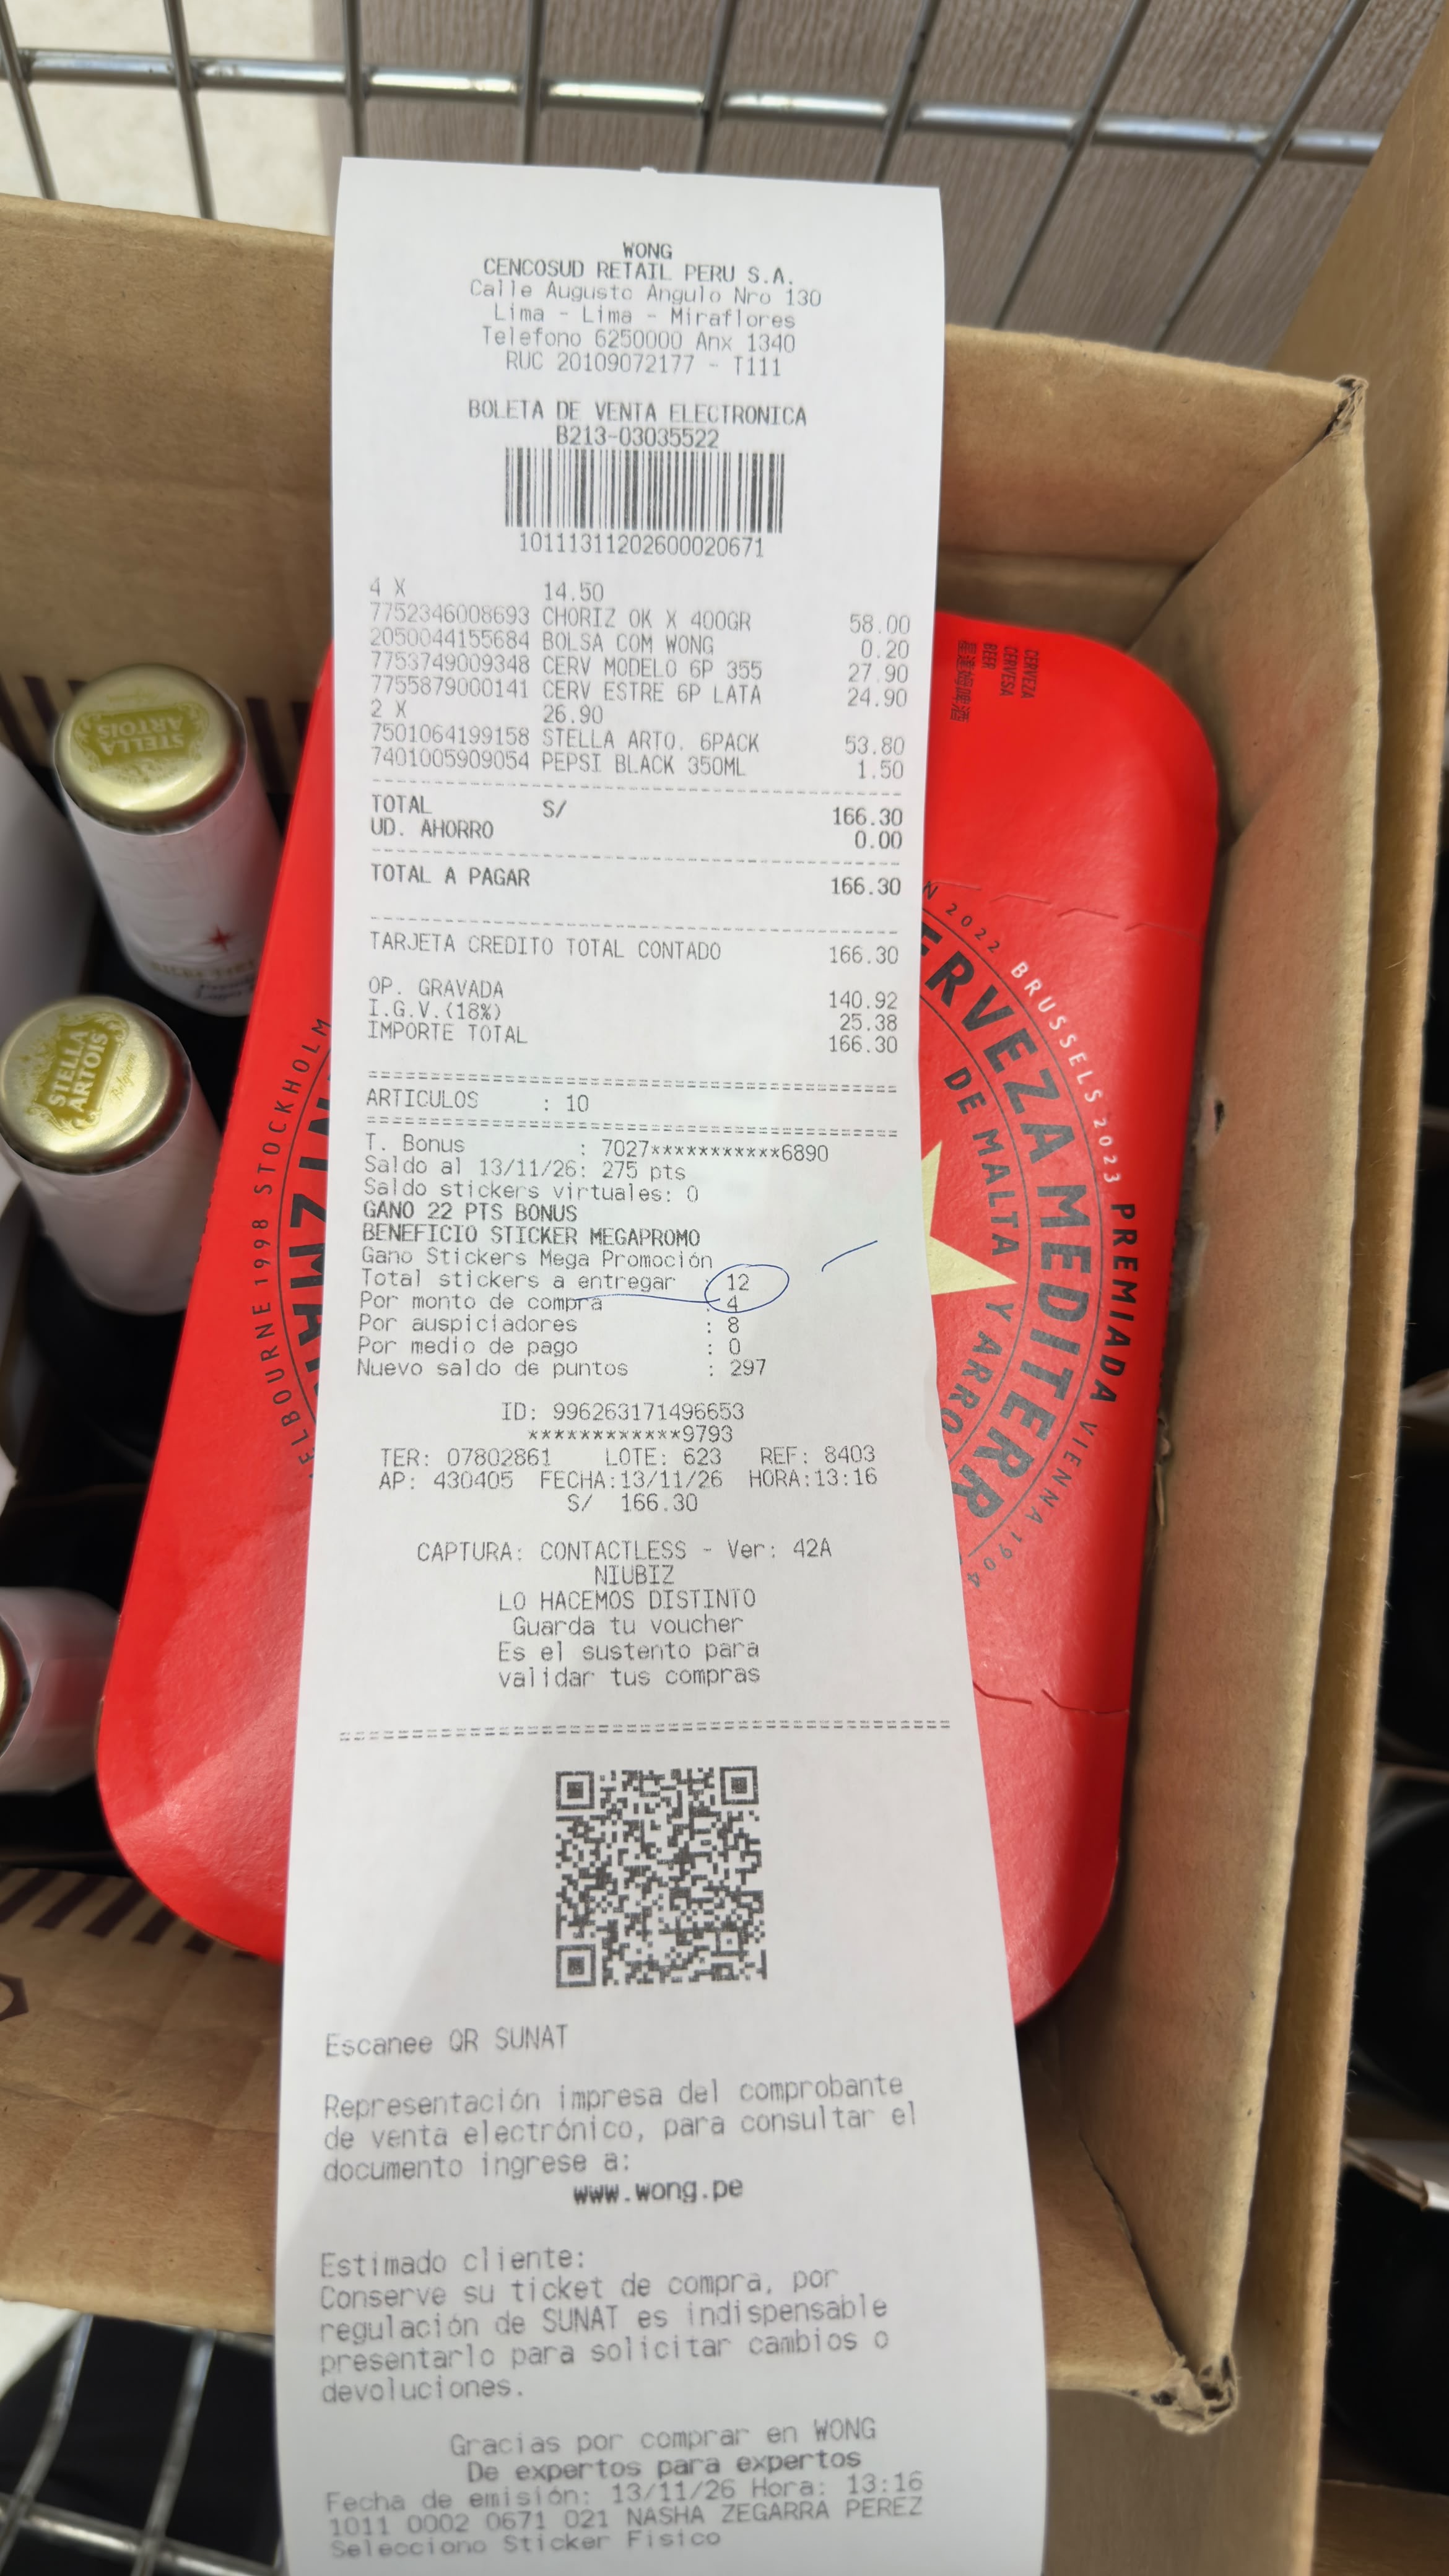 WONG
CENCOSUD RETAIL PERU S.A.
Calle Augusto Angulo Nro 130
Lima - Lima - Miraflores
Telefono 6250000 Anx 1340
RUC 20109072177 - T111
BOLETA DE VENTA ELECTRONICA
B213-03035522
10111311202600020671
4 X 14.50
7752346008693 CHORIZ OK X 400GR 58.00
2050044155684 BOLSA COM WONG 0.20
7753749009348 CERV MODELO 6P 355 27.90
7755879000141 CERV ESTRE 6P LATA 24.90
2 X 26.90
7501064199158 STELLA ARTO. 6PACK 53.80
7401005909054 PEPSI BLACK 350ML 1.50
TOTAL S/ 166.30
UD. AHORRO 0.00
TOTAL A PAGAR 166.30
TARJETA CREDITO TOTAL CONTADO 166.30
OP. GRAVADA 140.92
I.G.V.(18%) 25.38
IMPORTE TOTAL 166.30
ARTICULOS : 10
T. Bonus : 7027***********6890
Saldo al 13/11/26: 275 pts
Saldo stickers virtuales: 0
GANO 22 PTS BONUS
BENEFICIO STICKER MEGAPROMO
Gano Stickers Mega Promoción
Total stickers a entregar : 12
Por monto de compra : 4
Por auspiciadores : 8
Por medio de pago : 0
Nuevo saldo de puntos : 297
ID: 996263171496653
************9793
TER: 07802861 LOTE: 623 REF: 8403
AP: 430405 FECHA:13/11/26 HORA:13:16
S/ 166.30
CAPTURA: CONTACTLESS - Ver: 42A
NIUBIZ
LO HACEMOS DISTINTO
Guarda tu voucher
Es el sustento para
validar tus compras
Escanee QR SUNAT
Representación impresa del comprobante
de venta electrónico, para consultar el
documento ingrese a:
www.wong.pe
Estimado cliente:
Conserve su ticket de compra, por
regulación de SUNAT es indispensable
presentarlo para solicitar cambios o
devoluciones.
Gracias por comprar en WONG
De expertos para expertos
Fecha de emisión: 13/11/26 Hora: 13:16
1011 0002 0671 021 NASHA ZEGARRA PEREZ
Selecciono Sticker Fisico
STELLA ARTOIS
STELLA ARTOIS
Belgium
CERVEZA
CERVESA
BEER
2022 BRUSSELS 2023 PREMIADA VIENNA 1904
CERVEZA MEDITERR
DE MALTA Y ARRO
ELBOURNE 1998 STOCKHOLM